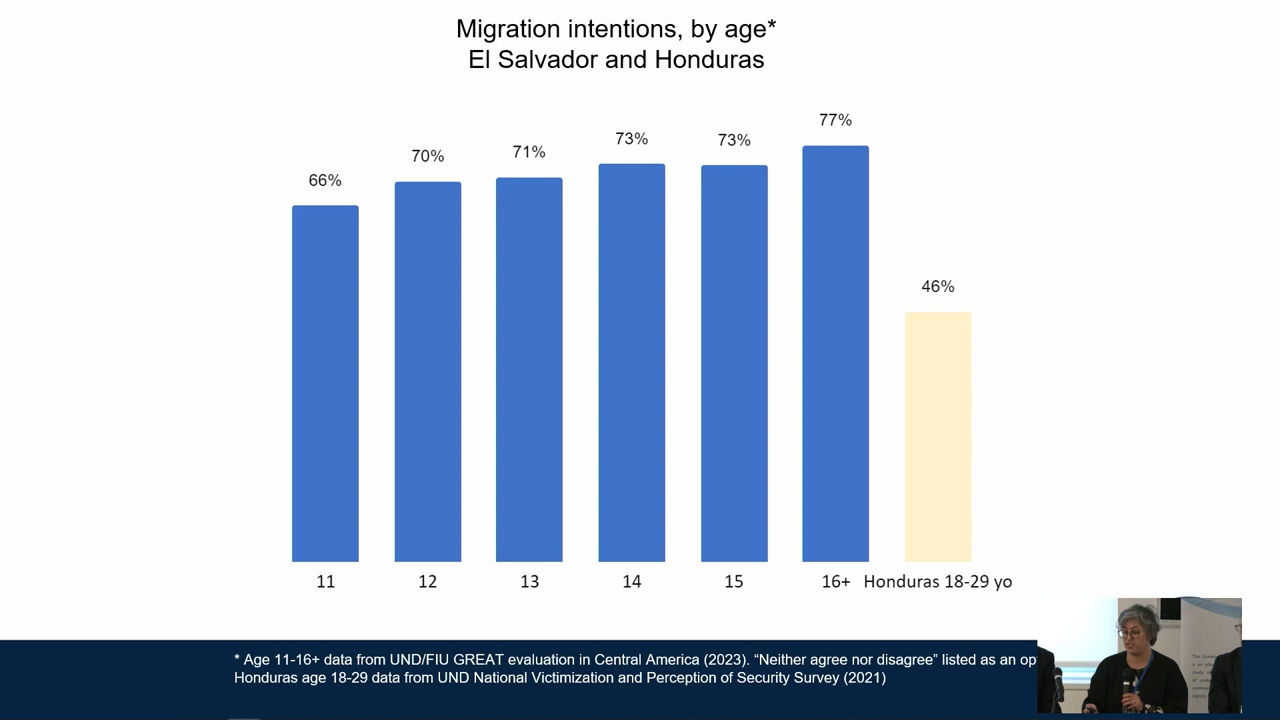 Migration intentions, by age*
El Salvador and Honduras
66%
70%
71%
73%
73%
77%
46%
11
12
13
14
15
16+
Honduras 18-29 yo
* Age 11-16+ data from UND/FIU GREAT evaluation in Central America (2023). “Neither agree nor disagree” listed as an op
Honduras age 18-29 data from UND National Victimization and Perception of Security Survey (2021)